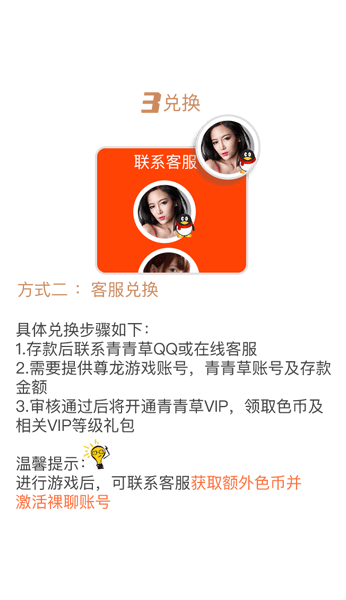 3兑换
联系客服
方式二：客服兑换
具体兑换步骤如下：
1.存款后联系青青草QQ或在线客服
2.需要提供尊龙游戏账号，青青草账号及存款
金额
3.审核通过后将开通青青草VIP，领取色币及
相关VIP等级礼包
温馨提示：
进行游戏后，可联系客服获取额外色币并
激活裸聊账号